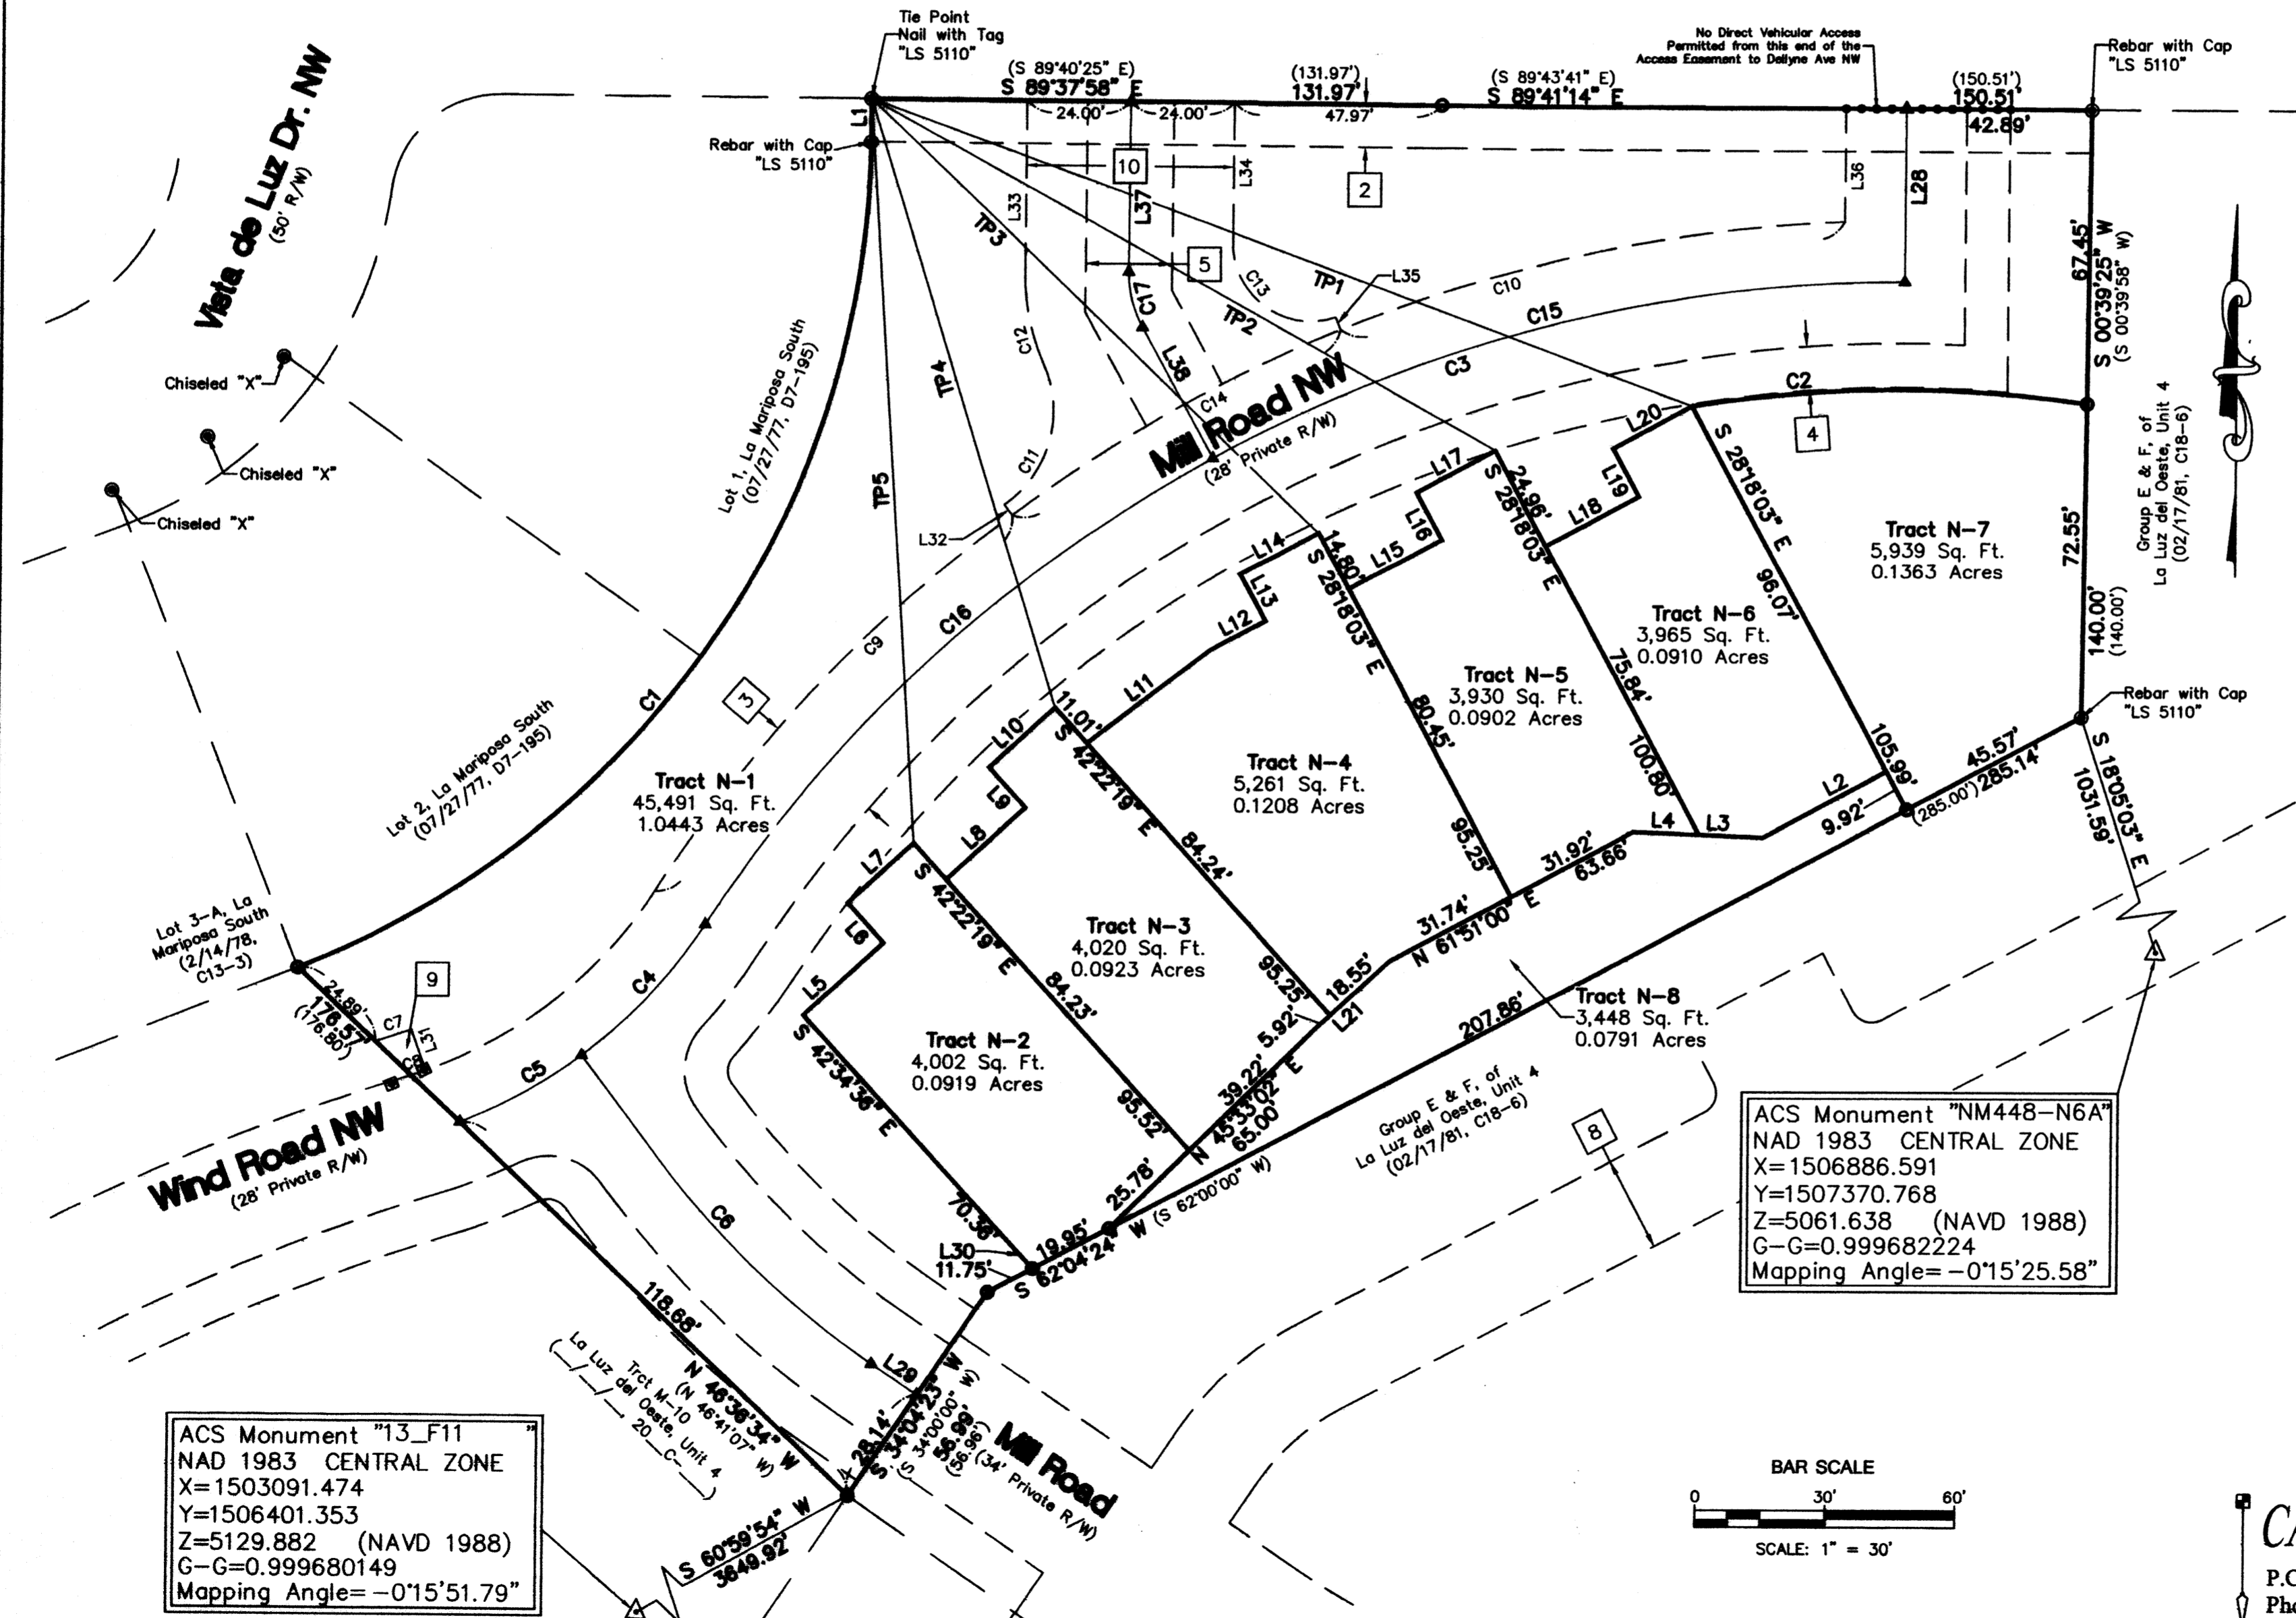 Tie Point
Nail with Tag
"LS 5110"
No Direct Vehicular Access
Permitted from this end of the
Access Easement to Dellyne Ave NW
Rebar with Cap
"LS 5110"
(S 89°40'25" E)
S 89°37'58" E
(131.97')
131.97'
(S 89°43'41" E)
S 89°41'14" E
(150.51')
150.51'
24.00'
24.00'
47.97'
42.89'
L1
Rebar with Cap
"LS 5110"
Vista de Luz Dr. NW
(50' R/W)
10
2
L33
L34
L37
L36
L28
TP3
5
C17
C13
L35
TP1
C10
C15
67.45'
S 00°39'25" W
(S 00°39'58" W)
Chiseled "X"
Chiseled "X"
Chiseled "X"
Lot 1, La Mariposa South
(07/27/77, D7-195)
TP4
C12
TP2
L38
C3
C14
Mill Road NW
(28' Private R/W)
C2
4
L20
TP5
C11
L32
L17
24.96'
S 28°18'03" E
L19
L18
L16
L15
S 28°18'03" E
96.07'
105.99'
Tract N-7
5,939 Sq. Ft.
0.1363 Acres
72.55'
140.00'
(140.00')
Group E & F, of
La Luz del Oeste, Unit 4
(02/17/81, C18-6)
L14
14.80'
S 28°18'03" E
L13
L12
C16
C9
Tract N-6
3,965 Sq. Ft.
0.0910 Acres
75.84'
100.80'
Tract N-5
3,930 Sq. Ft.
0.0902 Acres
80.45'
95.25'
C1
3
L11
11.01'
S 42°22'19" E
L10
Lot 2, La Mariposa South
(07/27/77, D7-195)
Tract N-1
45,491 Sq. Ft.
1.0443 Acres
Tract N-4
5,261 Sq. Ft.
0.1208 Acres
Rebar with Cap
"LS 5110"
45.57'
(285.00')
285.14'
S 18°05'03" E
1031.59'
L2
9.92'
L4
L3
L9
L8
84.24'
95.25'
L7
S 42°22'19" E
L6
31.92'
63.66'
31.74'
N 61°51'00" E
Lot 3-A, La
Mariposa South
(2/14/78,
C13-3)
Tract N-3
4,020 Sq. Ft.
0.0923 Acres
84.23'
95.52'
9
C4
24.89'
176.57'
(176.80')
C7
L31
C8
L5
S 42°34'36" E
18.55'
5.92'
L21
207.86'
Tract N-8
3,448 Sq. Ft.
0.0791 Acres
Tract N-2
4,002 Sq. Ft.
0.0919 Acres
C5
39.22'
N 45°33'02" E
65.00'
Group E & F, of
La Luz del Oeste, Unit 4
(02/17/81, C18-6)
8
Wind Road NW
(28' Private R/W)
25.78'
(S 62°00'00" W)
C6
70.36'
L30
11.75'
19.95'
S 62°04'24" W
ACS Monument "NM448-N6A"
NAD 1983 CENTRAL ZONE
X=1506886.591
Y=1507370.768
Z=5061.638 (NAVD 1988)
G-G=0.999682224
Mapping Angle= -0°15'25.58"
118.68'
N 46°36'34" W
(N 46°41'07" W)
Trct M-10
La Luz del Oeste, Unit 4
20-C-
L29
28.14'
S 34°04'23" W
(S 34°00'00" W)
56.99'
(56.96')
Mill Road
(34' Private R/W)
ACS Monument "13_F11 "
NAD 1983 CENTRAL ZONE
X=1503091.474
Y=1506401.353
Z=5129.882 (NAVD 1988)
G-G=0.999680149
Mapping Angle= -0°15'51.79"
S 60°59'54" W
3649.92'
BAR SCALE
0 30' 60'
SCALE: 1" = 30'